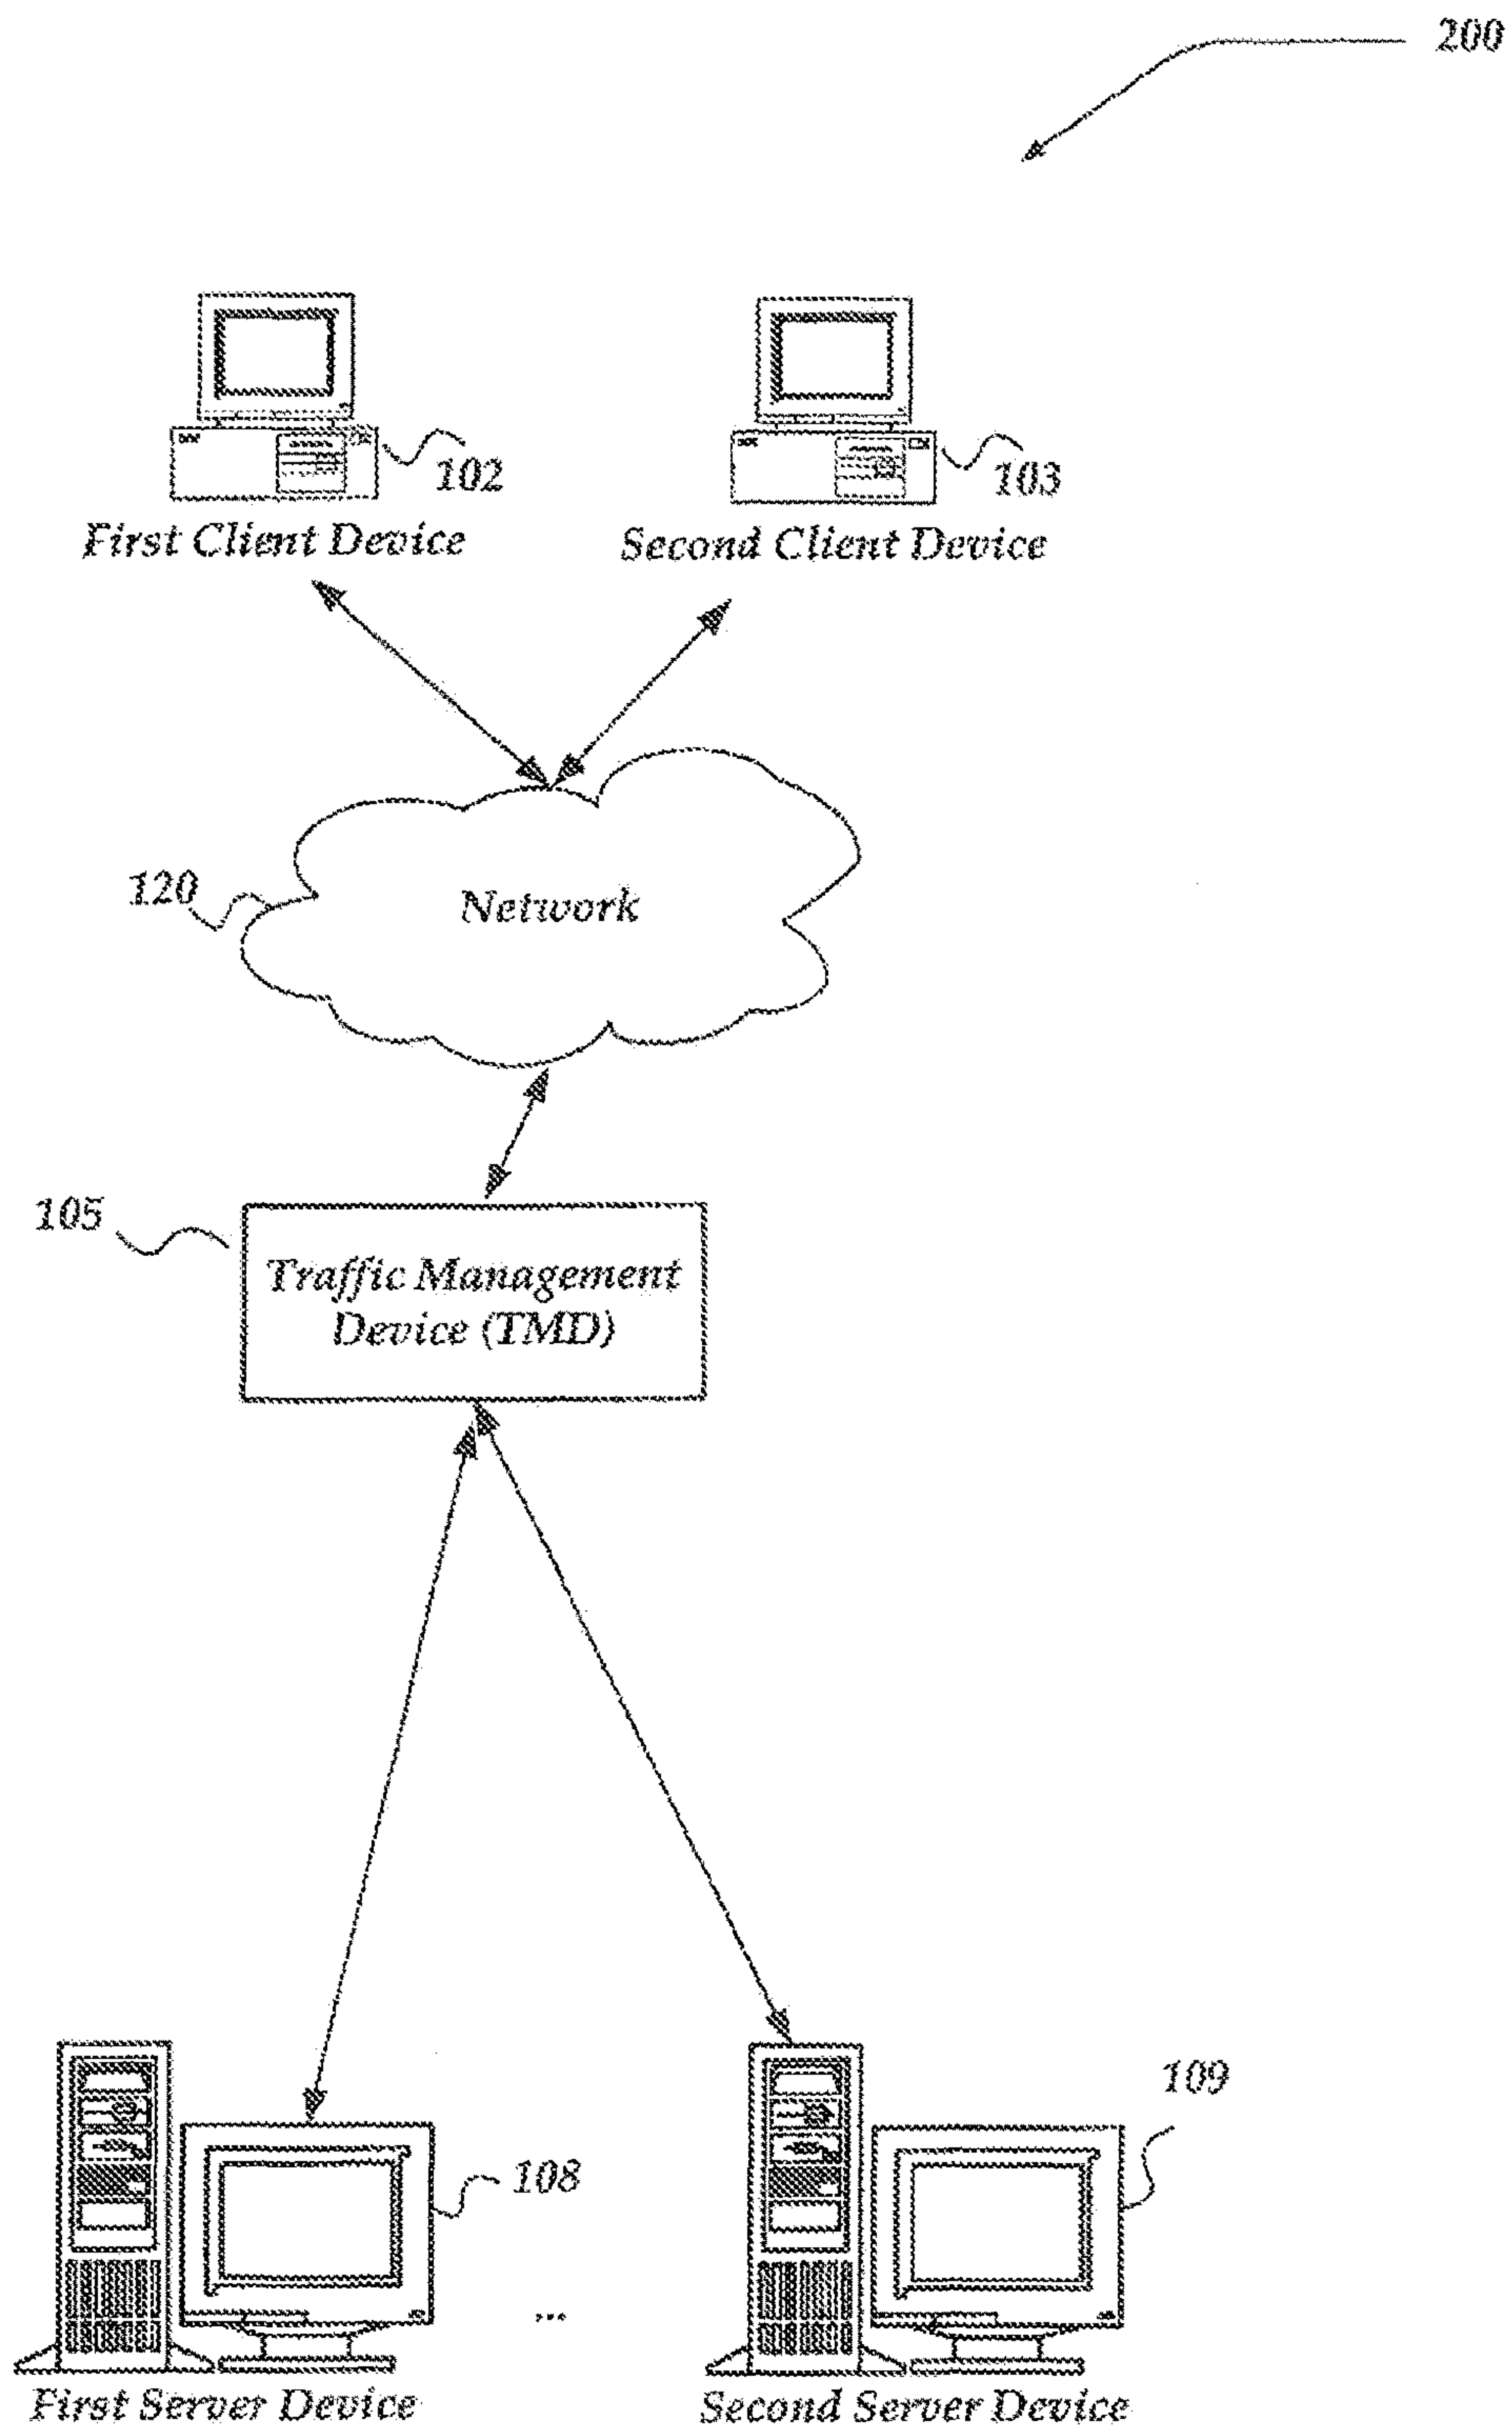 200
102
103
First Client Device
Second Client Device
120
Network
105
Traffic Management
Device (TMD)
109
108
...
First Server Device
Second Server Device